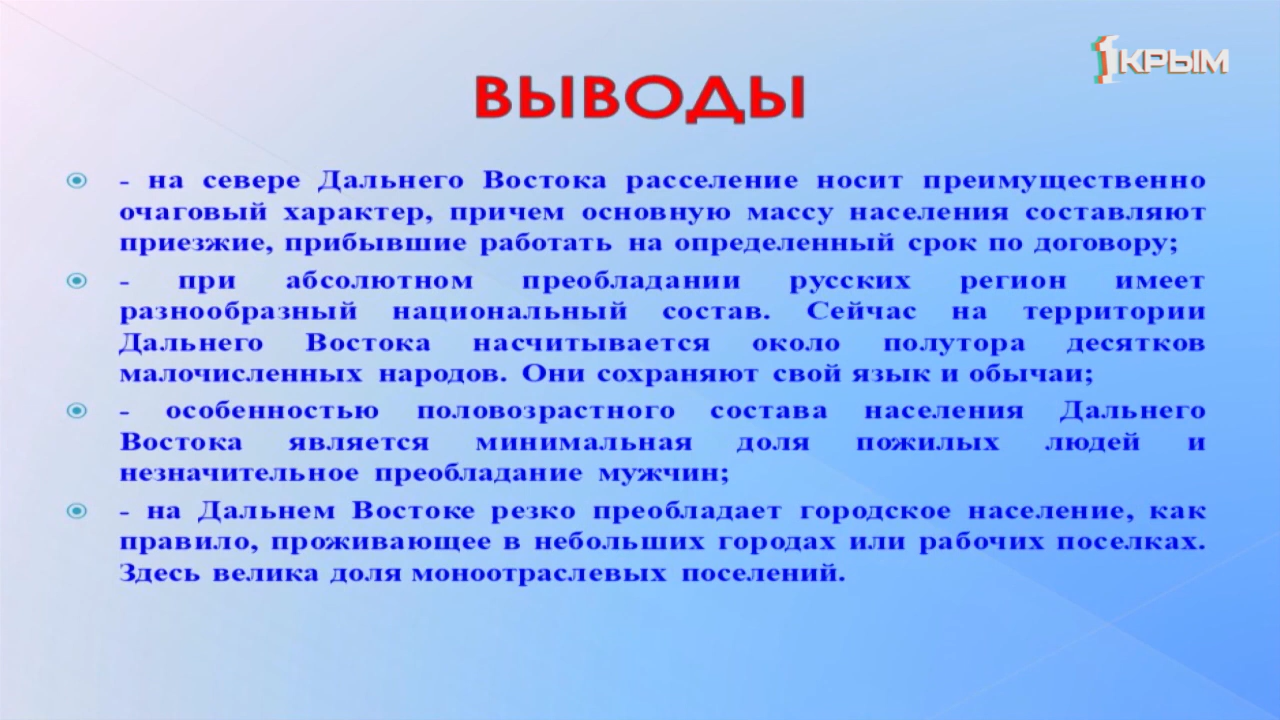 1КРЫМ
ВЫВОДЫ
- на севере Дальнего Востока расселение носит преимущественно
очаговый характер, причем основную массу населения составляют
приезжие, прибывшие работать на определенный срок по договору;
- при абсолютном преобладании русских регион имеет
разнообразный национальный состав. Сейчас на территории
Дальнего Востока насчитывается около полутора десятков
малочисленных народов. Они сохраняют свой язык и обычаи;
- особенностью половозрастного состава населения Дальнего
Востока является минимальная доля пожилых людей и
незначительное преобладание мужчин;
- на Дальнем Востоке резко преобладает городское население, как
правило, проживающее в небольших городах или рабочих поселках.
Здесь велика доля моноотраслевых поселений.